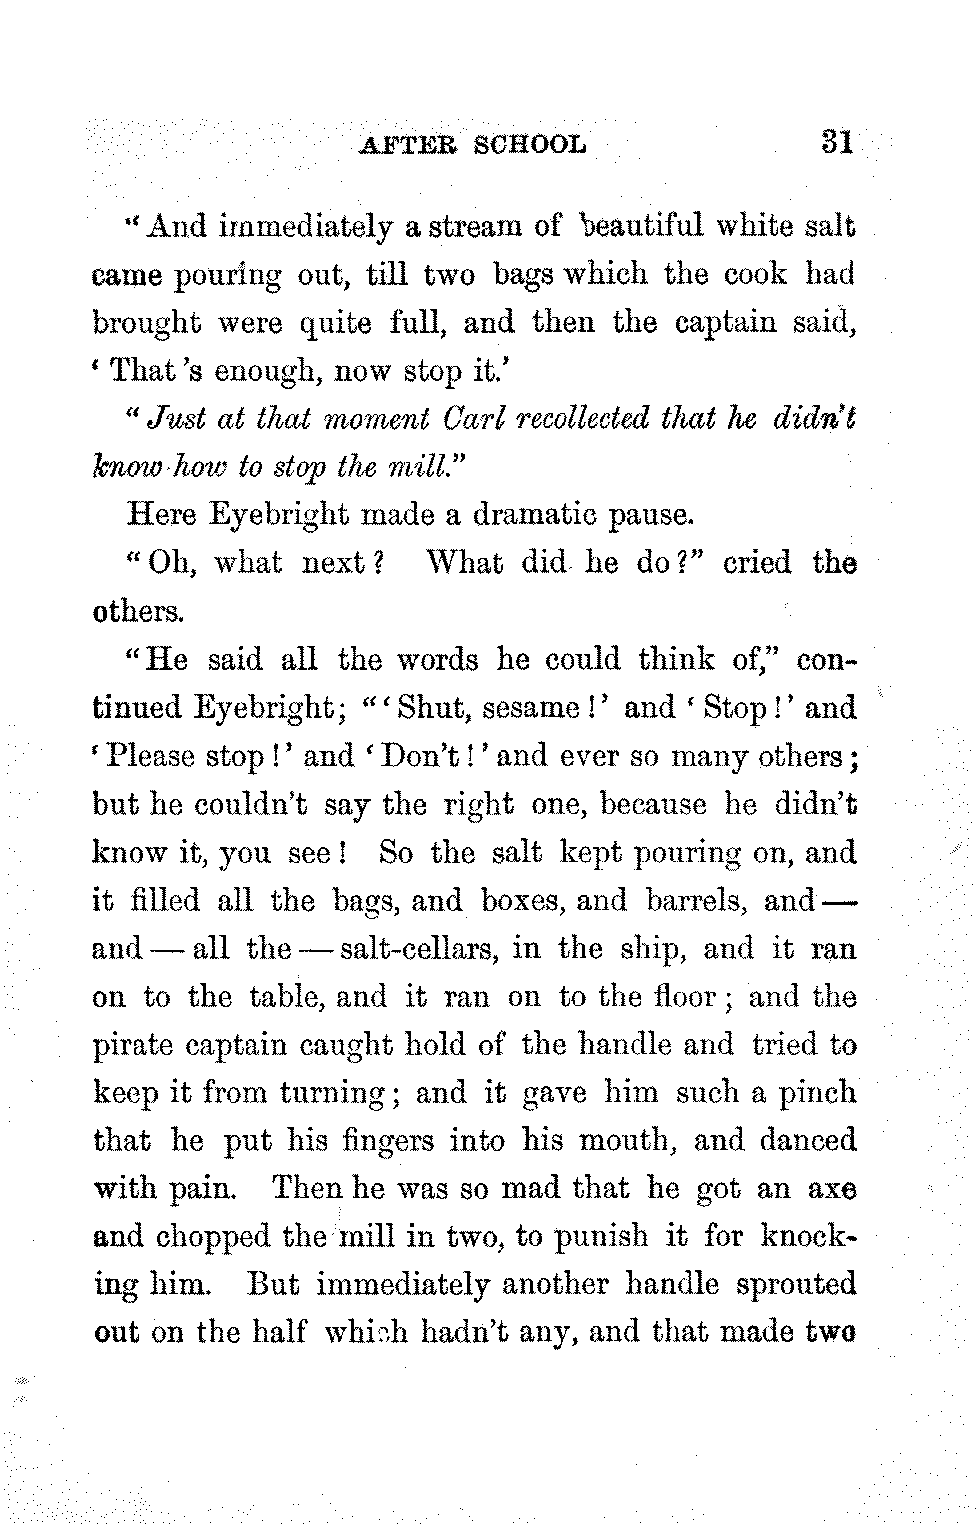 AFTER SCHOOL 31
"And immediately a stream of beautiful white salt
came pouring out, till two bags which the cook had
brought were quite full, and then the captain said,
'That's enough, now stop it.'
"Just at that moment Carl recollected that he didn't
know how to stop the mill."
Here Eyebright made a dramatic pause.
"Oh, what next? What did he do?" cried the
others.
"He said all the words he could think of," con-
tinued Eyebright; "'Shut, sesame!' and 'Stop!' and
'Please stop!' and 'Don't!' and ever so many others;
but he couldn't say the right one, because he didn't
know it, you see! So the salt kept pouring on, and
it filled all the bags, and boxes, and barrels, and—
and—all the—salt-cellars, in the ship, and it ran
on to the table, and it ran on to the floor; and the
pirate captain caught hold of the handle and tried to
keep it from turning; and it gave him such a pinch
that he put his fingers into his mouth, and danced
with pain. Then he was so mad that he got an axe
and chopped the mill in two, to punish it for knock-
ing him. But immediately another handle sprouted
out on the half which hadn't any, and that made two